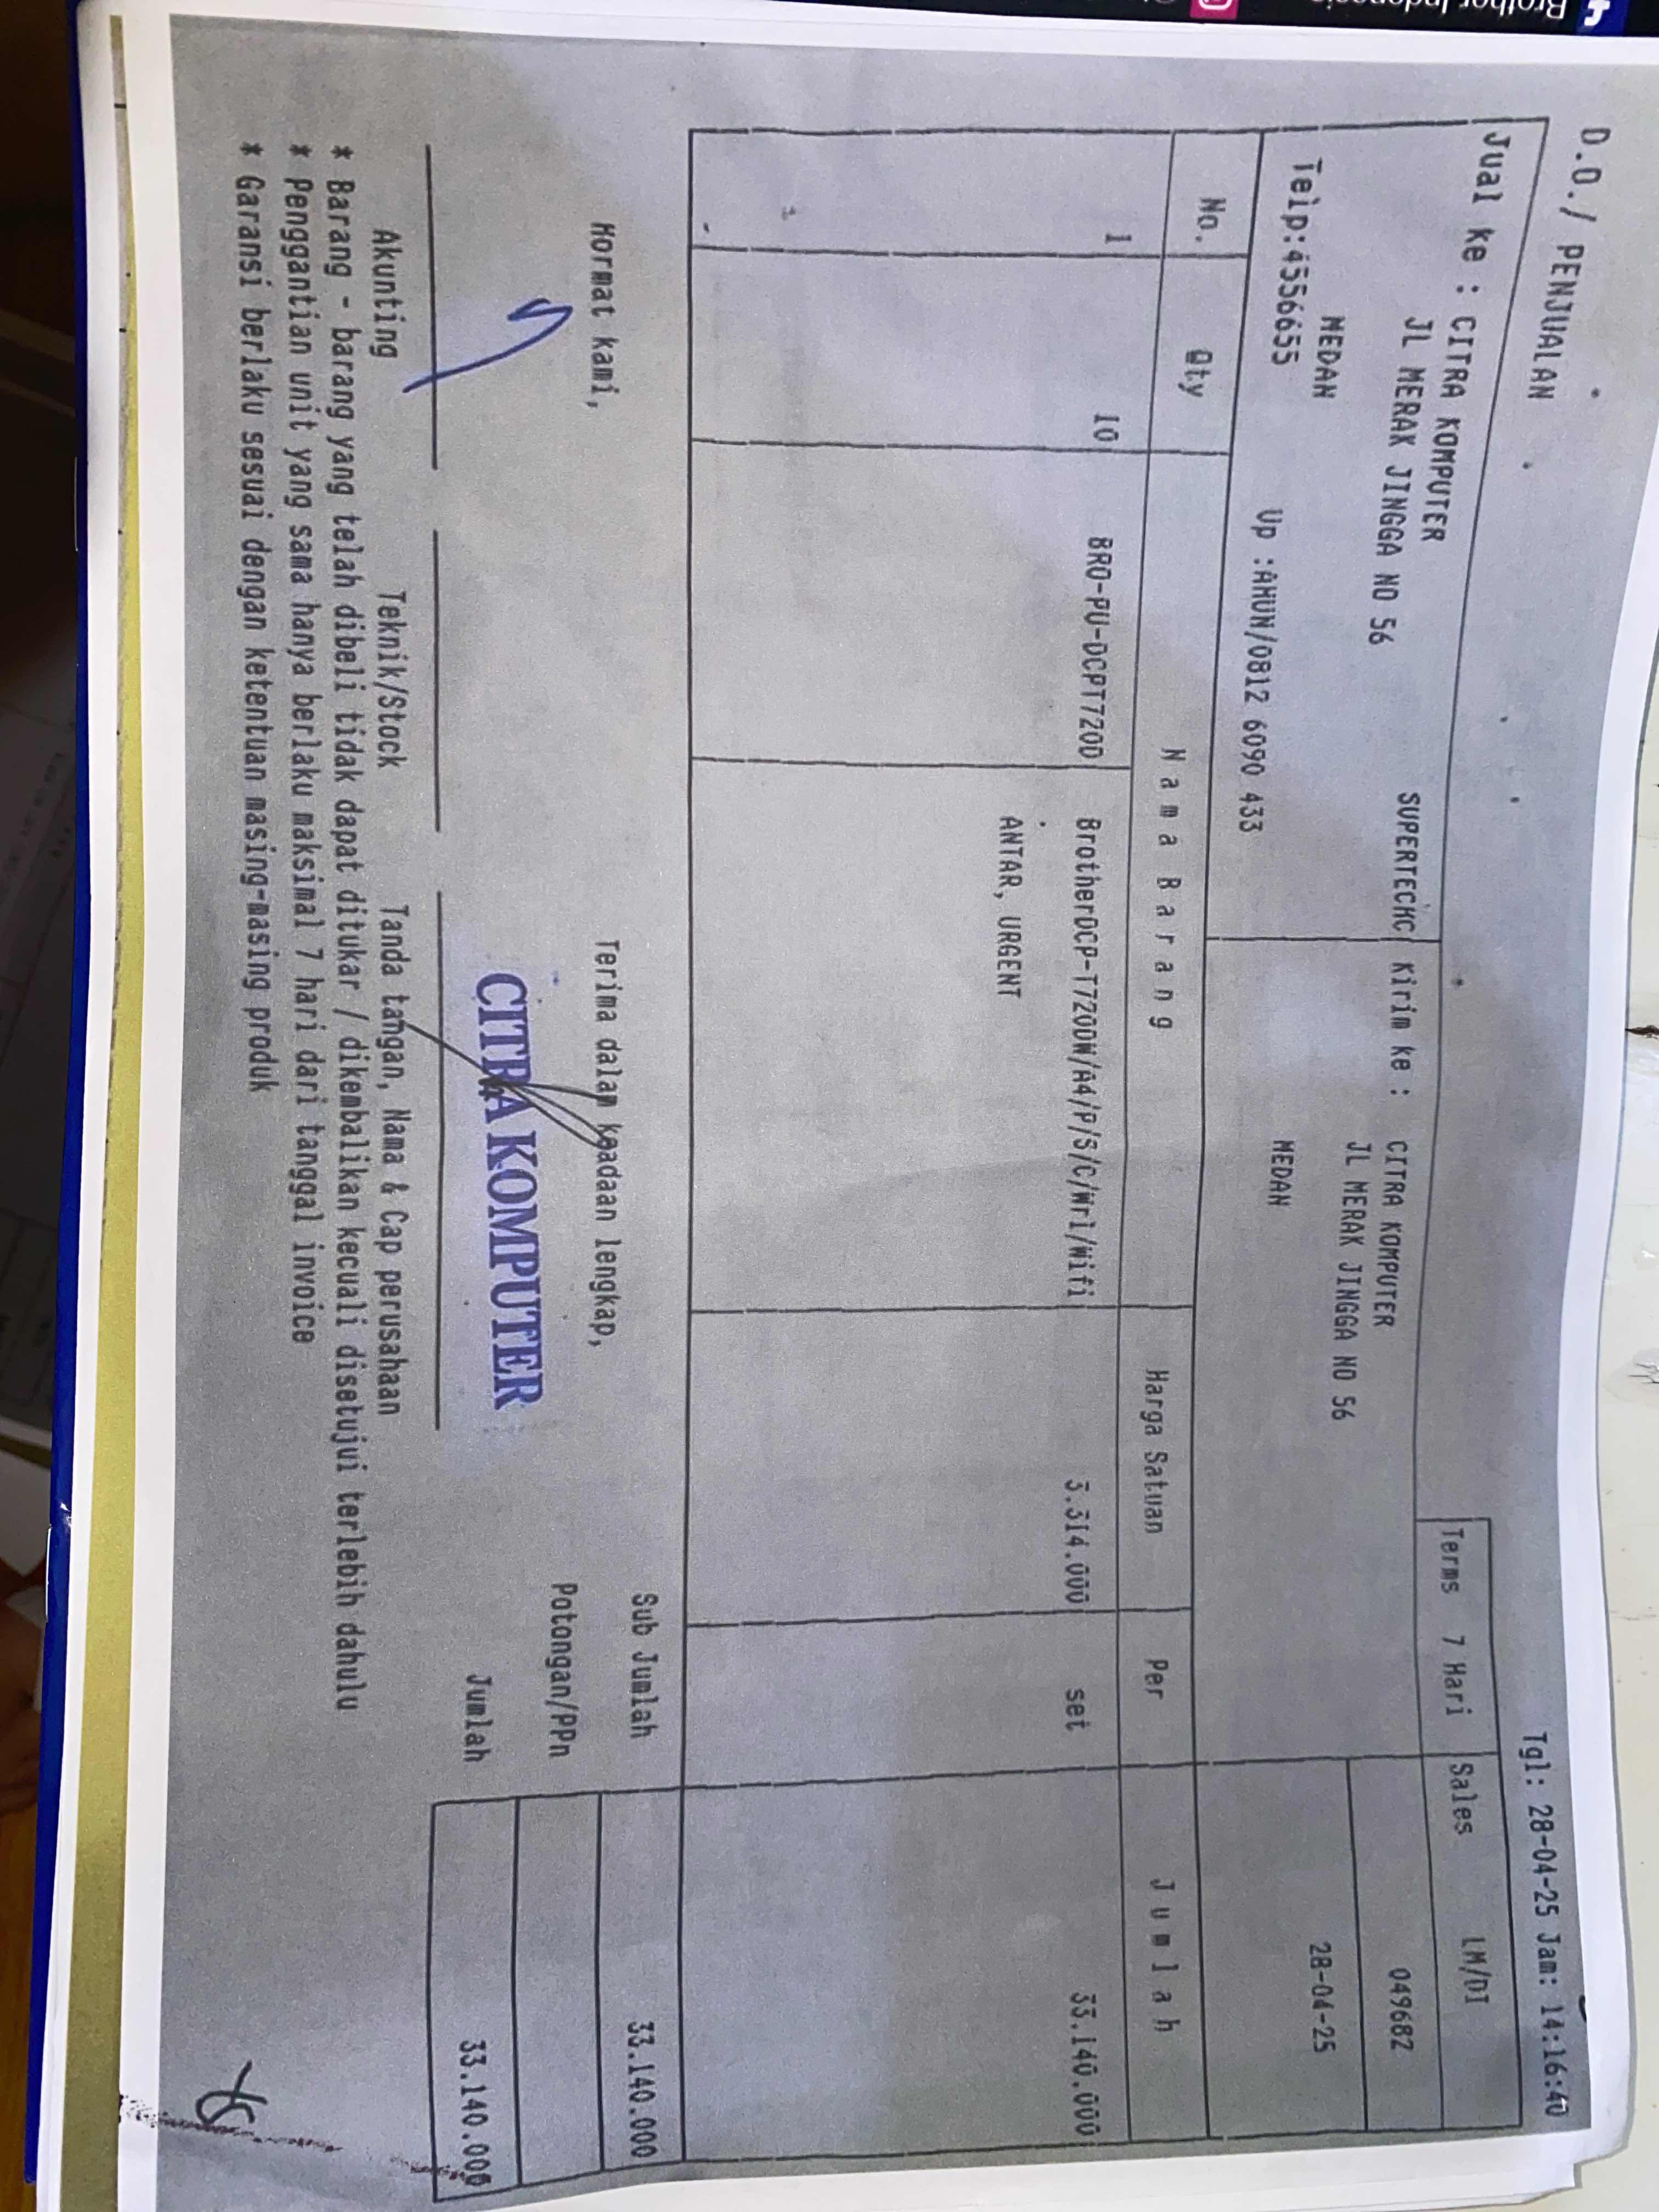 Brother Indonesia
D.O./ PENJUALAN
Tgl: 28-04-25 Jam: 14:16:40
Terms 7 Hari Sales LM/DI
Jual ke : CITRA KOMPUTER SUPERTECKC Kirim ke : CITRA KOMPUTER 049682
JL MERAK JINGGA NO 56 JL MERAK JINGGA NO 56
MEDAN MEDAN 28-04-25
Telp:4556655 Up :AHUN/0812 6090 433
No. Qty N a m a B a r a n g Harga Satuan Per J u m l a h
1 10 BRO-PU-DCPT720D BrotherDCP-T720DW/A4/P/S/C/Wrl/Wifi 3.314.000 set 33.140.000
ANTAR, URGENT
Hormat kami, Terima dalam keadaan lengkap, Sub Jumlah 33.140.000
Potongan/PPn
CITRA KOMPUTER
Jumlah 33.140.000
Akunting Teknik/Stock Tanda tangan, Nama & Cap perusahaan
* Barang - barang yang telah dibeli tidak dapat ditukar / dikembalikan kecuali disetujui terlebih dahulu
* Penggantian unit yang sama hanya berlaku maksimal 7 hari dari tanggal invoice
* Garansi berlaku sesuai dengan ketentuan masing-masing produk